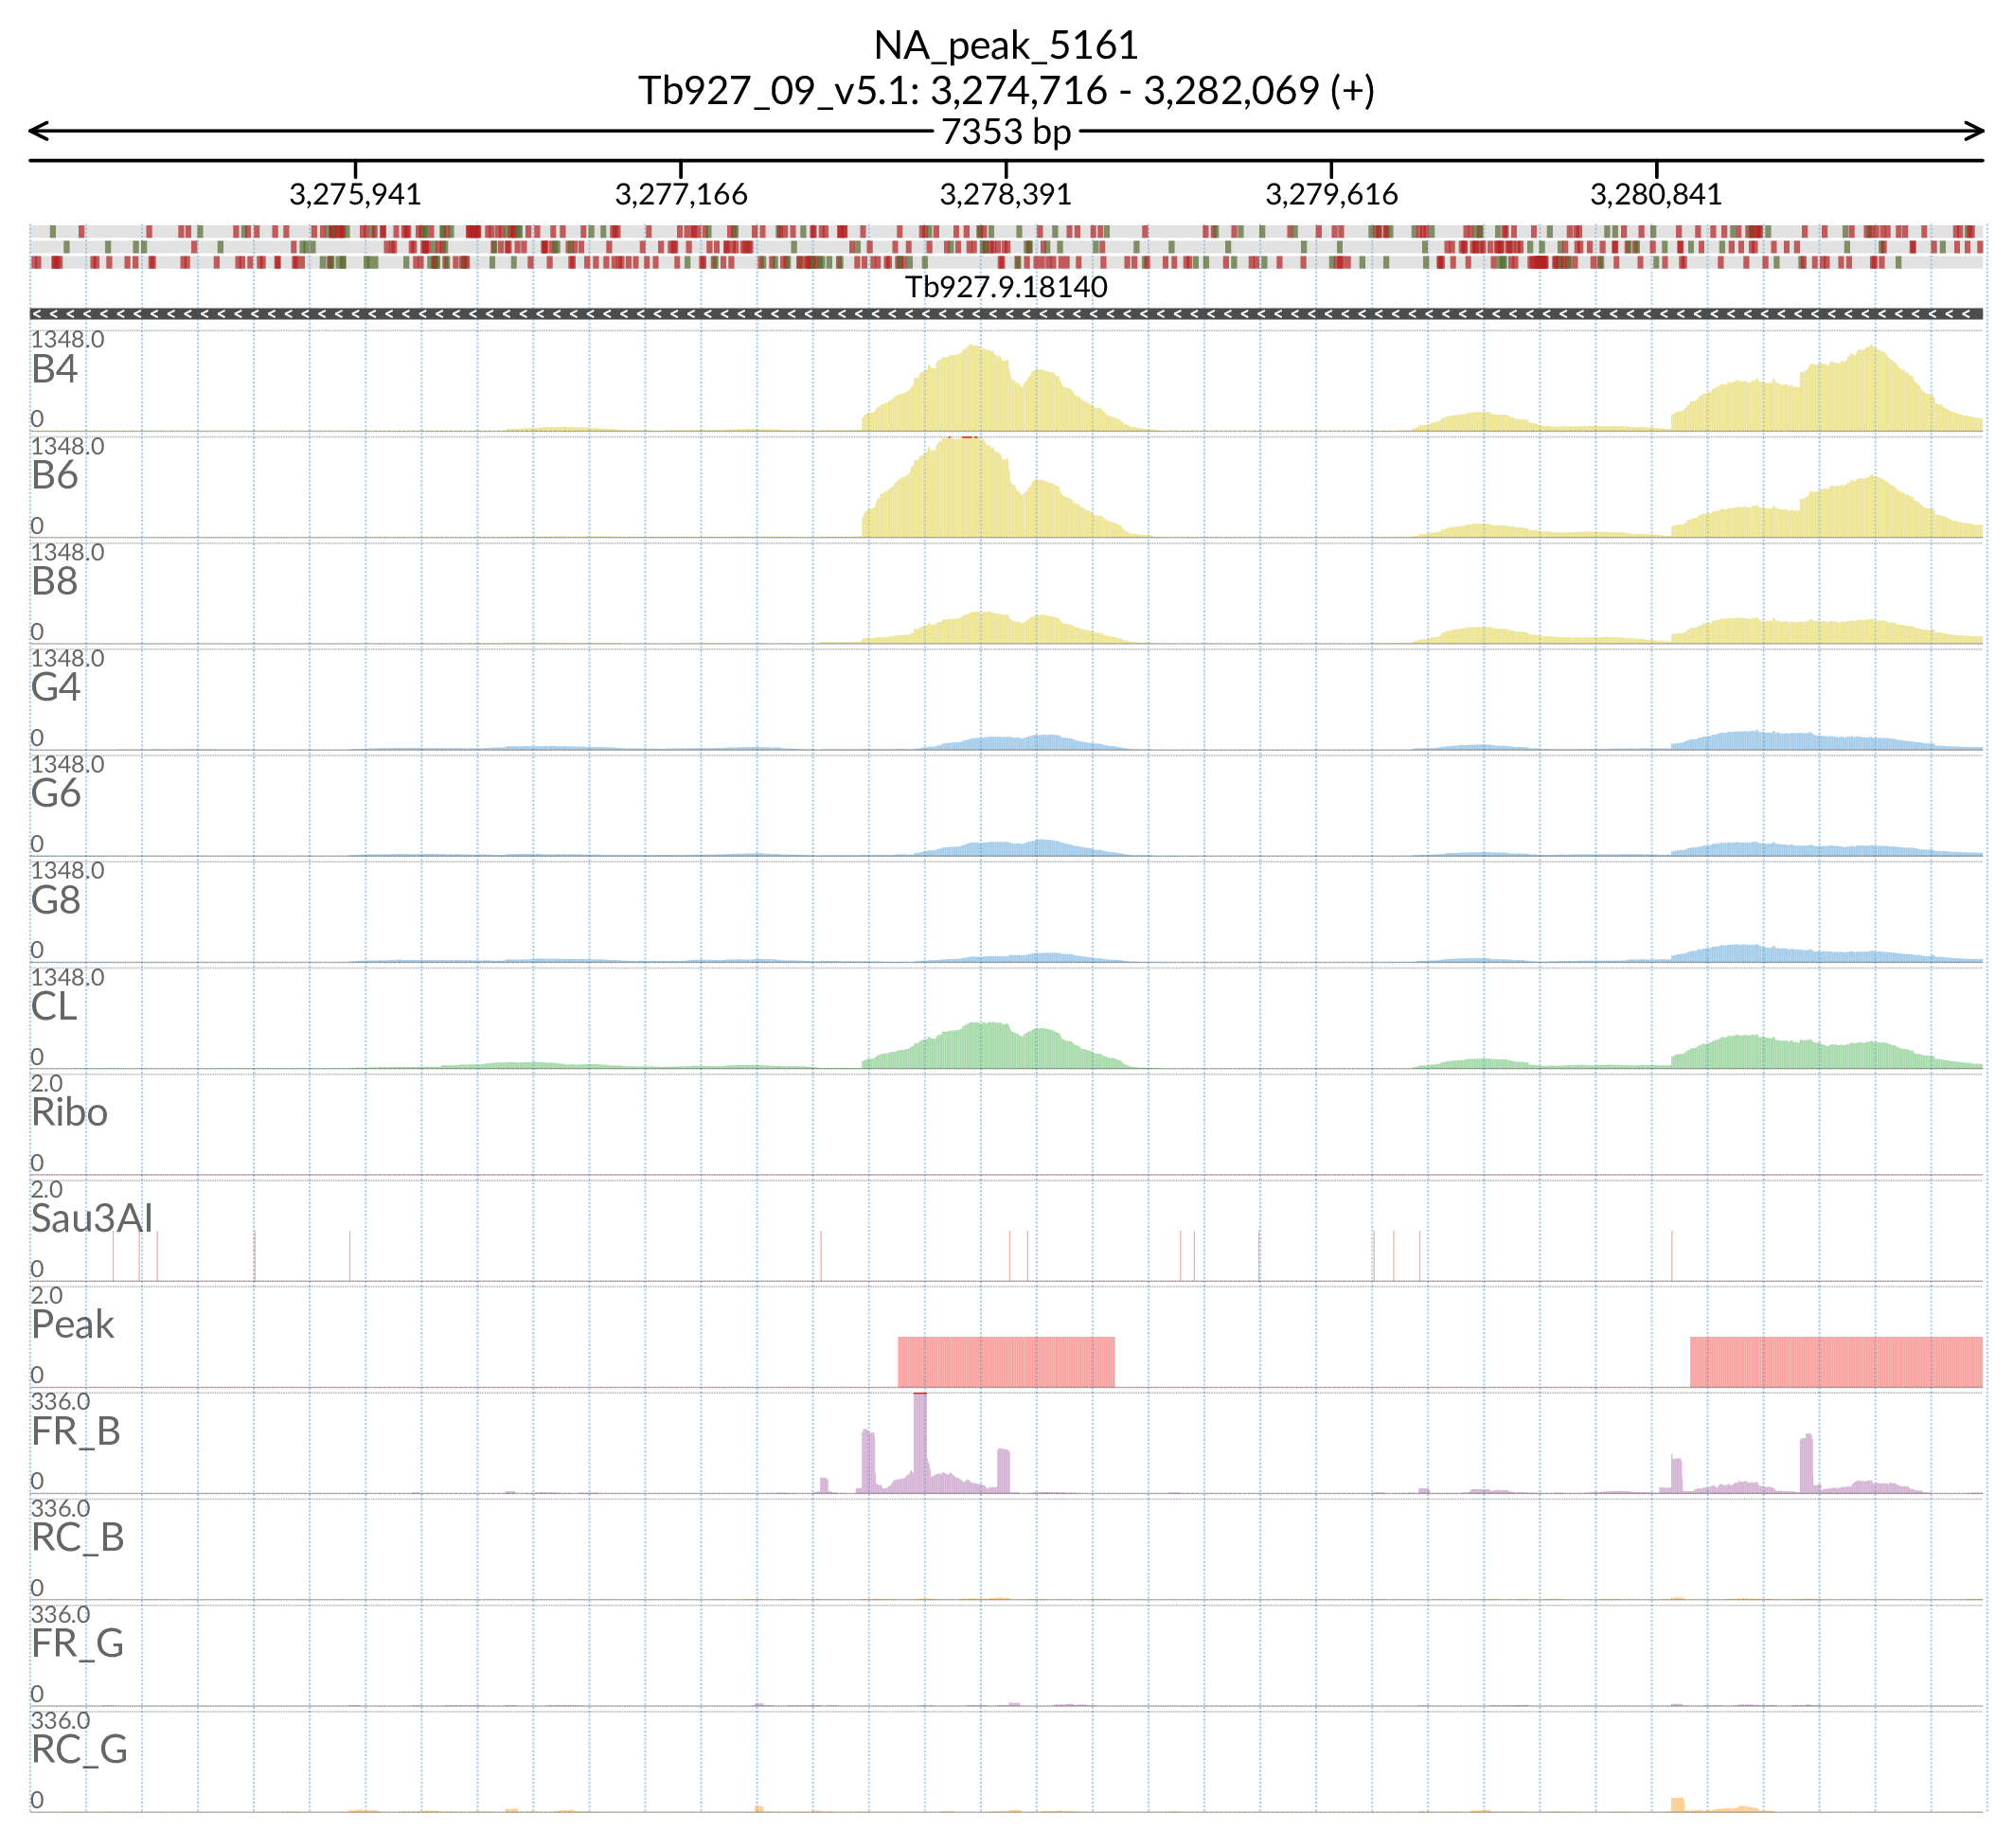 NA_peak_5161
Tb927_09_v5.1: 3,274,716 - 3,282,069 (+)
7353 bp
3,275,941 3,277,166 3,278,391 3,279,616 3,280,841
Tb927.9.18140
1348.0
B4
0
1348.0
B6
0
1348.0
B8
0
1348.0
G4
0
1348.0
G6
0
1348.0
G8
0
1348.0
CL
0
2.0
Ribo
0
2.0
Sau3AI
0
2.0
Peak
0
336.0
FR_B
0
336.0
RC_B
0
336.0
FR_G
0
336.0
RC_G
0